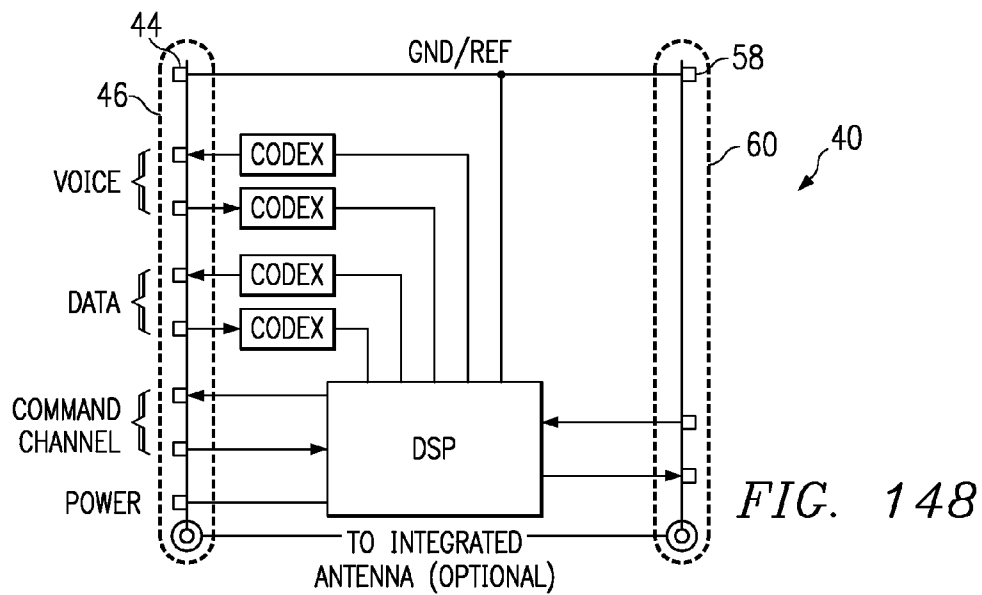 44
GND/REF
58
46
60
40
VOICE
CODEX
CODEX
DATA
CODEX
CODEX
COMMAND
CHANNEL
DSP
POWER
FIG. 148
TO INTEGRATED
ANTENNA (OPTIONAL)